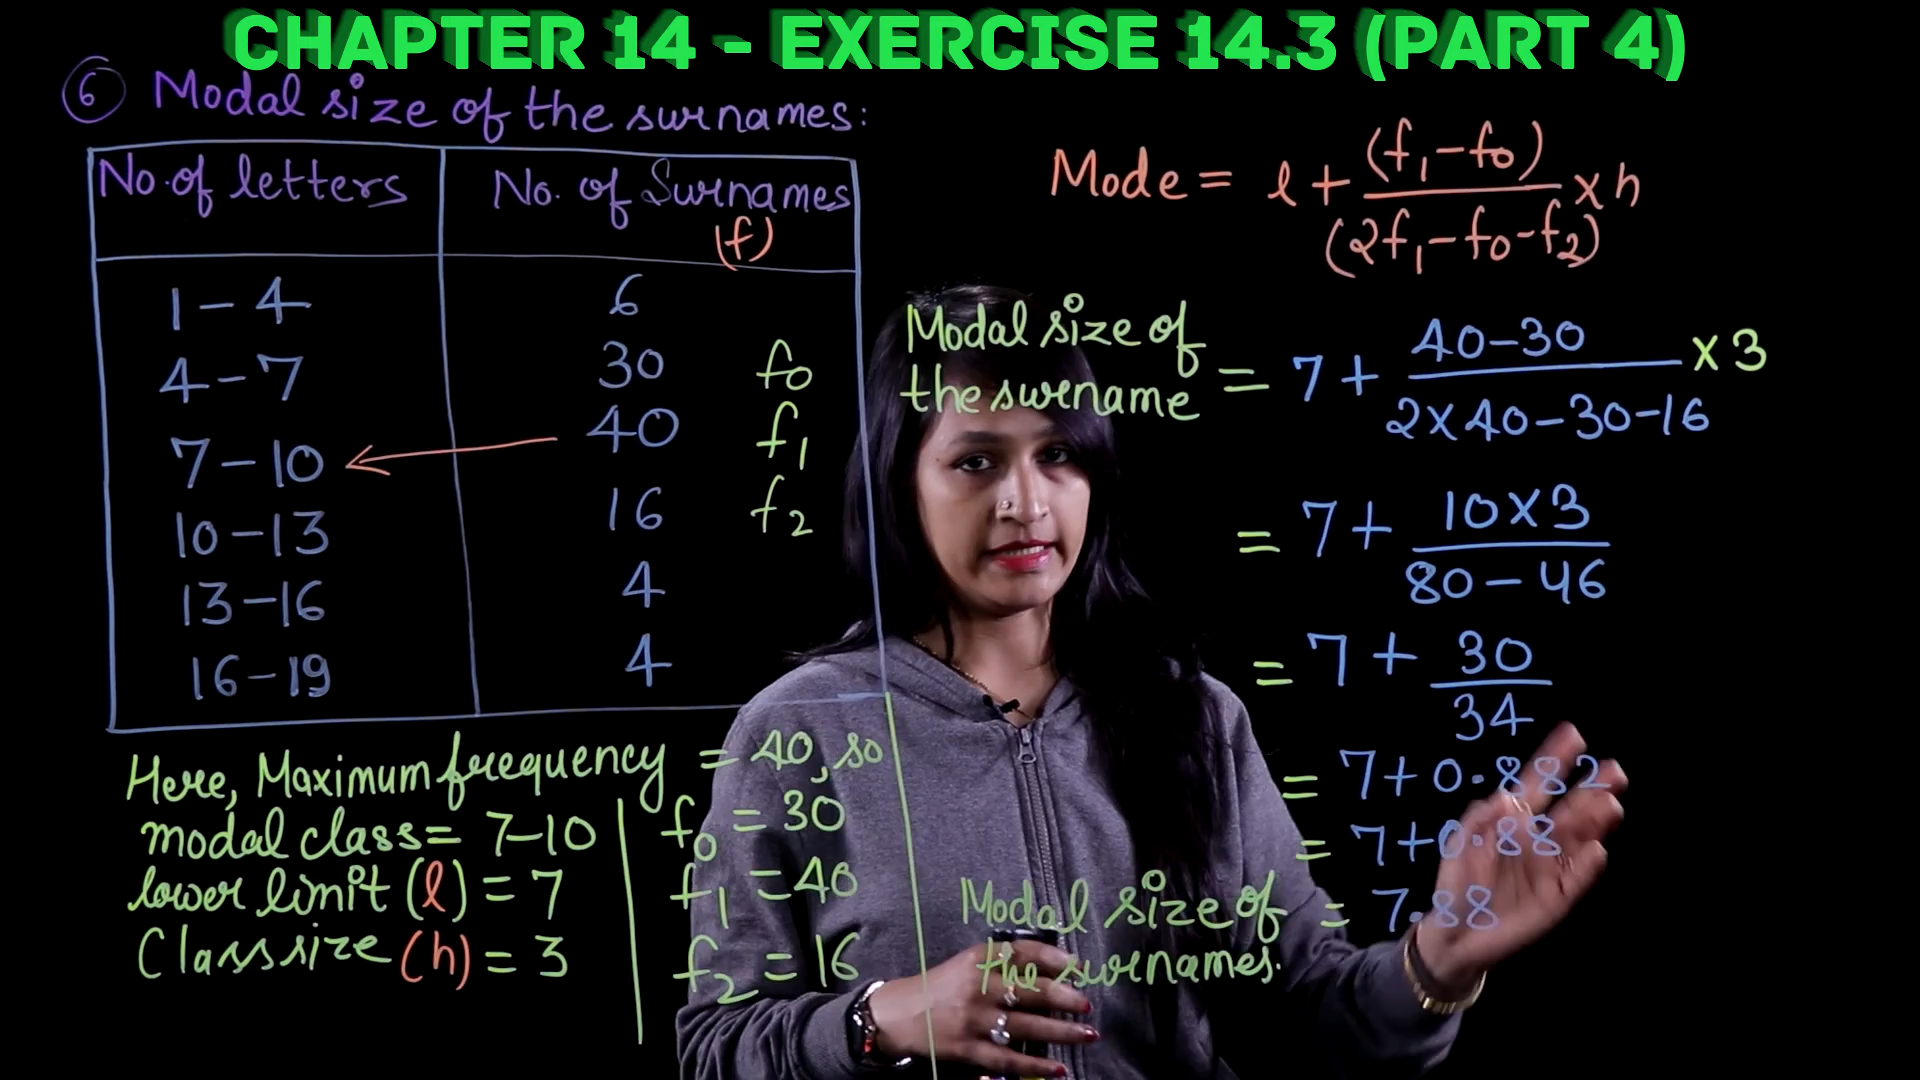 CHAPTER 14 - EXERCISE 14.3 (PART 4)
6 Modal size of the surnames:
No. of letters No. of Surnames (f)
1-4 6
4-7 30 f0
7-10 40 f1
10-13 16 f2
13-16 4
16-19 4
Here, Maximum frequency = 40, so
modal class = 7-10
lower limit (l) = 7
Class size (h) = 3
f0 = 30
f1 = 40
f2 = 16
Mode = l + (f1-f0)/(2f1-f0-f2) x h
Modal size of the surname = 7 + 40-30/2x40-30-16 x 3
= 7 + 10x3/80-46
= 7 + 30/34
= 7+0.882
= 7+0.88
Modal size of the surnames. = 7.88